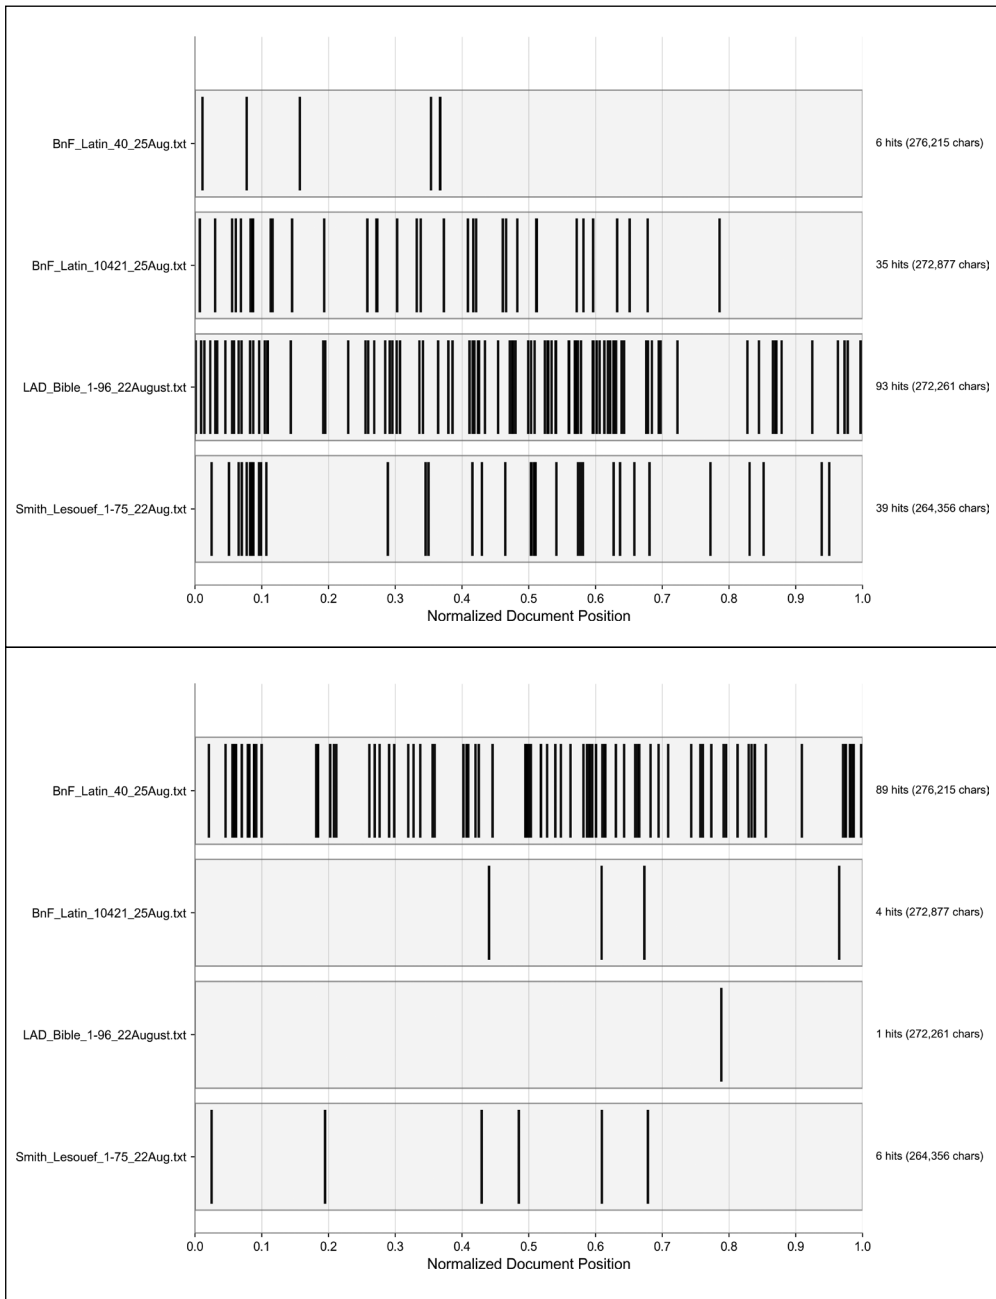 BnF_Latin_40_25Aug.txt
6 hits (276,215 chars)
BnF_Latin_10421_25Aug.txt
35 hits (272,877 chars)
LAD_Bible_1-96_22August.txt
93 hits (272,261 chars)
Smith_Lesouef_1-75_22Aug.txt
39 hits (264,356 chars)
0.0 0.1 0.2 0.3 0.4 0.5 0.6 0.7 0.8 0.9 1.0
Normalized Document Position
BnF_Latin_40_25Aug.txt
89 hits (276,215 chars)
BnF_Latin_10421_25Aug.txt
4 hits (272,877 chars)
LAD_Bible_1-96_22August.txt
1 hits (272,261 chars)
Smith_Lesouef_1-75_22Aug.txt
6 hits (264,356 chars)
0.0 0.1 0.2 0.3 0.4 0.5 0.6 0.7 0.8 0.9 1.0
Normalized Document Position